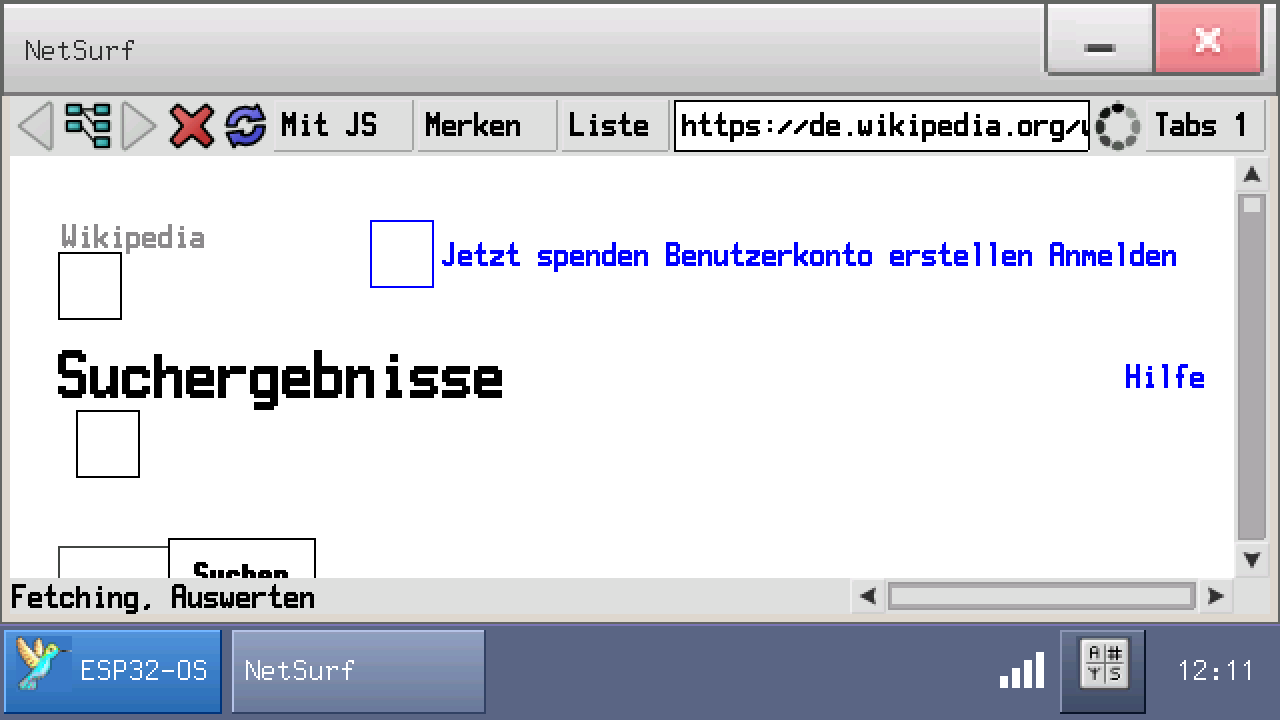 NetSurf
Mit JS Merken Liste https://de.wikipedia.org/ Tabs 1
Wikipedia
Jetzt spenden Benutzerkonto erstellen Anmelden
Suchergebnisse
Hilfe
Suchen
Fetching, Auswerten
ESP32-OS NetSurf 12:11
A #
Y S